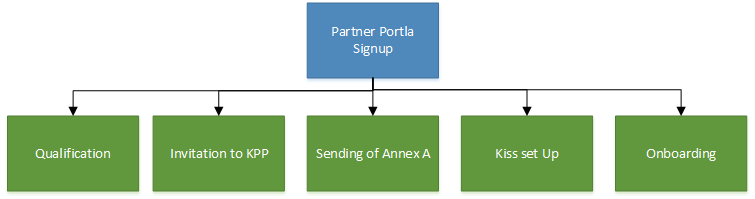 Partner Portla
Signup
Qualification
Invitation to KPP
Sending of Annex A
Kiss set Up
Onboarding